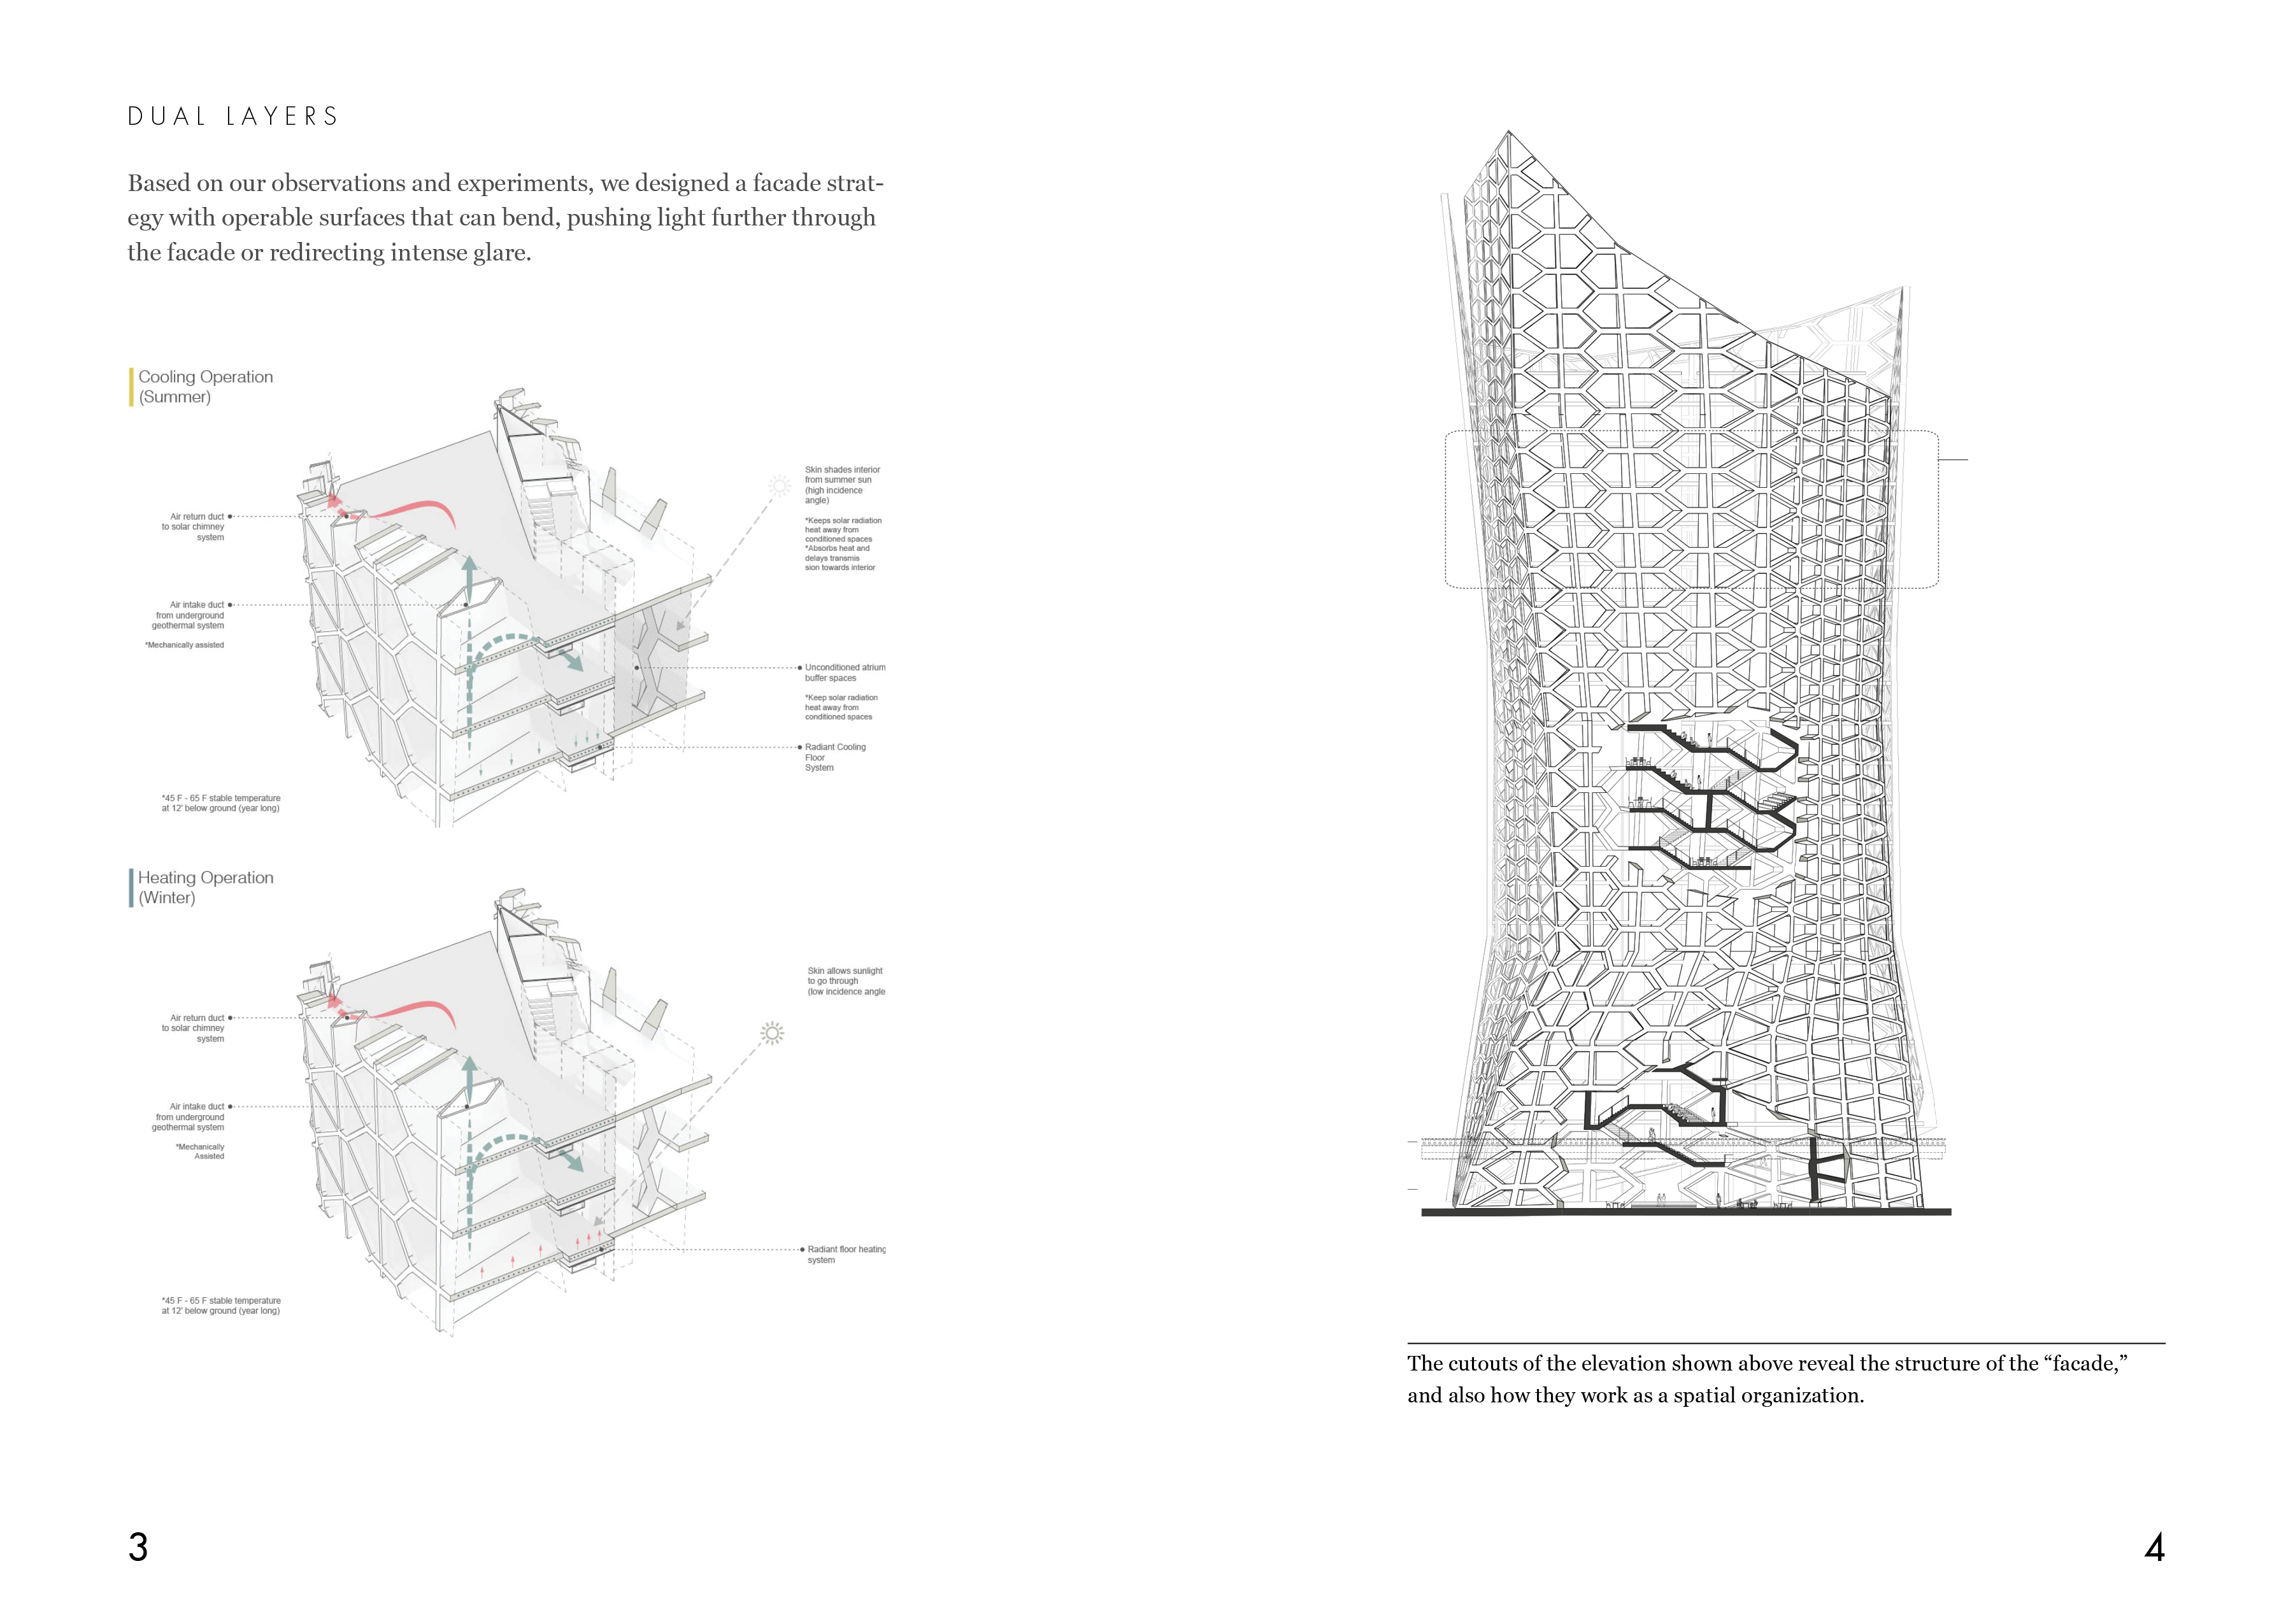 DUAL LAYERS
Based on our observations and experiments, we designed a facade strat-
egy with operable surfaces that can bend, pushing light further through
the facade or redirecting intense glare.
Cooling Operation
(Summer)
Skin shades interior
from summer sun
(high incidence
angle)
*Keeps solar radiation
heat away from
conditioned spaces
*Absorbs heat and
delays transmis
sion towards interior
Air return duct
to solar chimney
system
Air intake duct
from underground
geothermal system
*Mechanically assisted
Unconditioned atrium
buffer spaces
*Keep solar radiation
heat away from
conditioned spaces
Radiant Cooling
Floor
System
*45 F - 65 F stable temperature
at 12' below ground (year long)
Heating Operation
(Winter)
Skin allows sunlight
to go through
(low incidence angle
Air return duct
to solar chimney
system
Air intake duct
from underground
geothermal system
*Mechanically
Assisted
Radiant floor heating
system
*45 F - 65 F stable temperature
at 12' below ground (year long)
3
The cutouts of the elevation shown above reveal the structure of the “facade,”
and also how they work as a spatial organization.
4